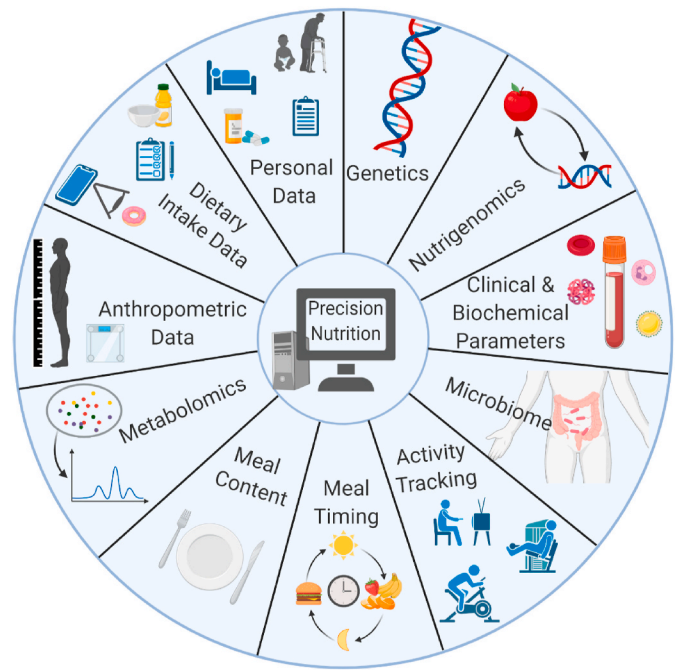 Personal
Data
Genetics
Nutrigenomics
Clinical &
Biochemical
Parameters
Microbiome
Activity
Tracking
Meal
Timing
Meal
Content
Metabolomics
Anthropometric
Data
Dietary
Intake Data
Precision
Nutrition